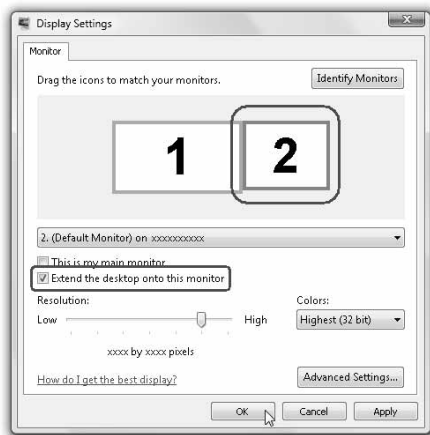 Display Settings
Monitor
Drag the icons to match your monitors.
Identify Monitors
1
2
2. (Default Monitor) on xxxxxxxxxx
This is my main monitor
Extend the desktop onto this monitor
Resolution:
Colors:
Low
High
Highest (32 bit)
xxxx by xxxx pixels
How do I get the best display?
Advanced Settings...
OK
Cancel
Apply